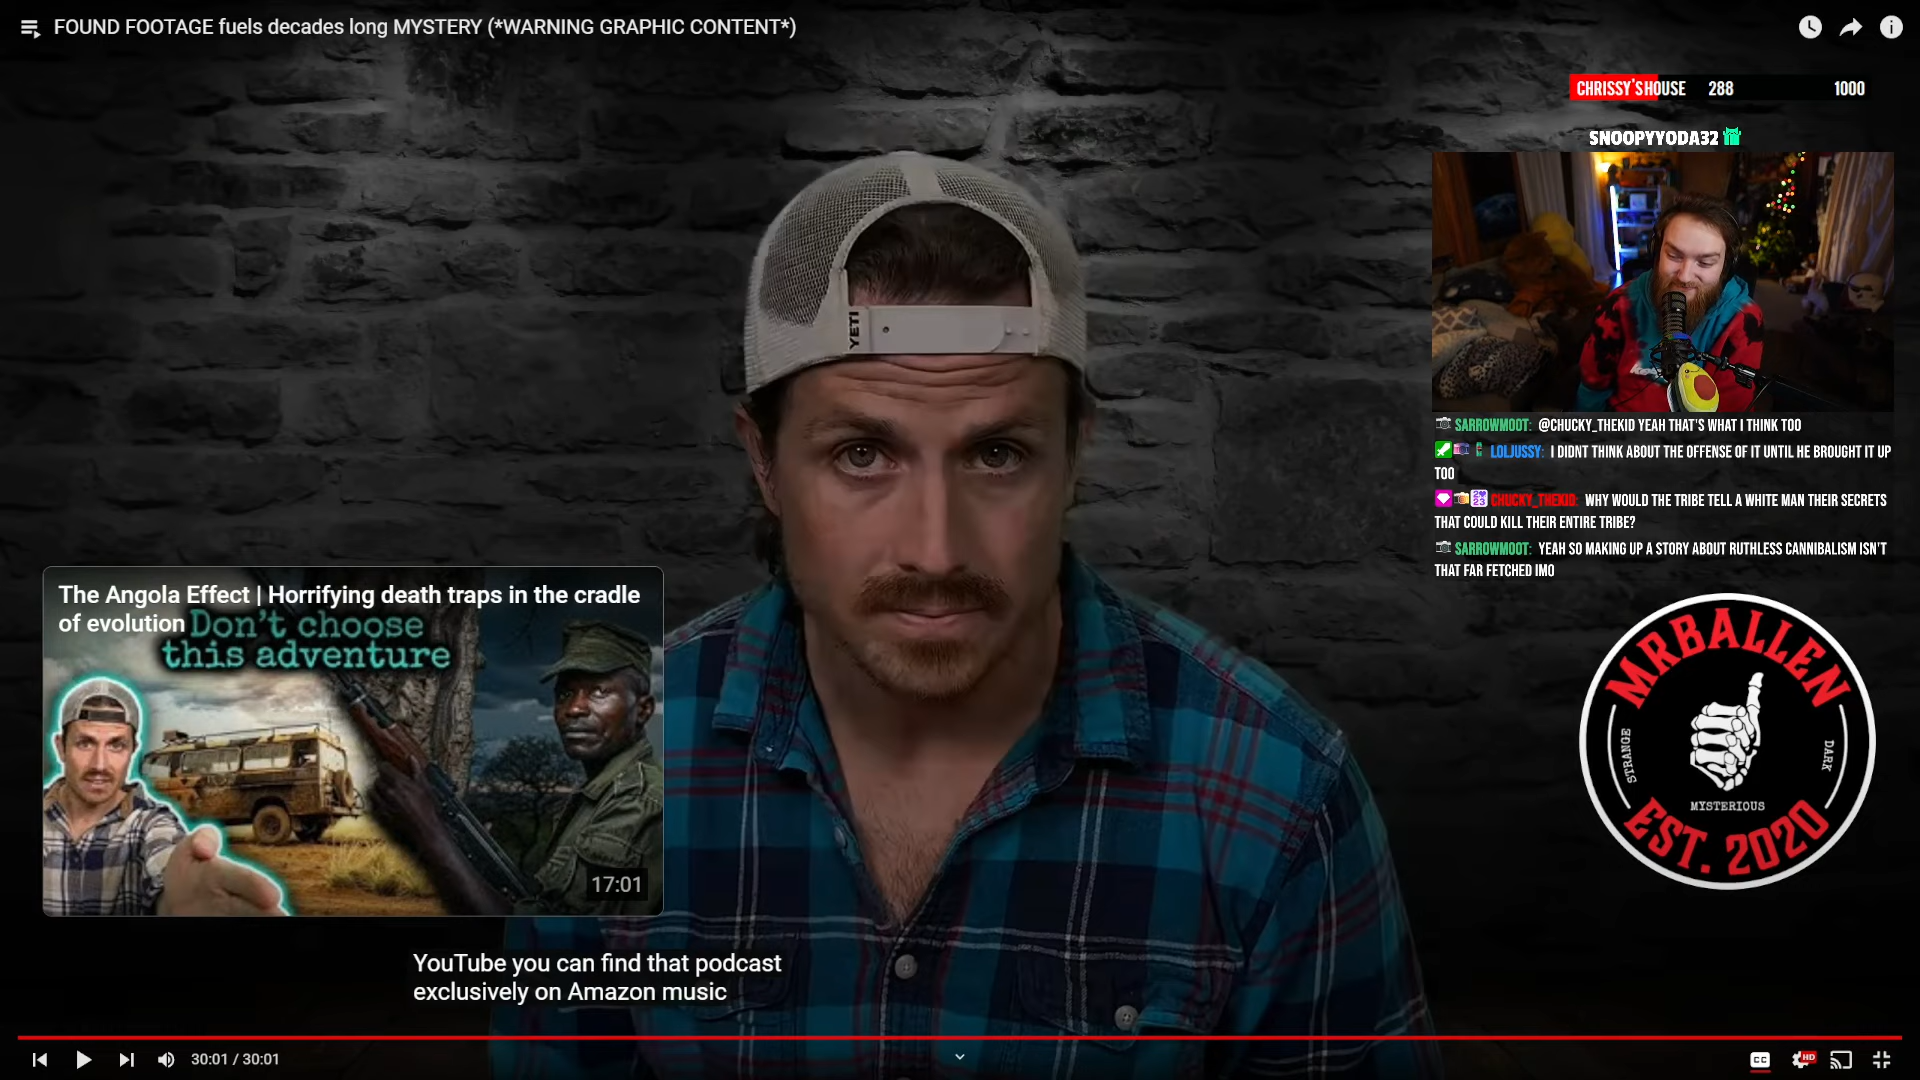 FOUND FOOTAGE fuels decades long MYSTERY (*WARNING GRAPHIC CONTENT*)
CHRISSY'S HOUSE 288 1000
SNOOPYYODA32
YETI
SARROWMOOT: @CHUCKY_THEKID YEAH THAT'S WHAT I THINK TOO
LOLJUSSY: I DIDNT THINK ABOUT THE OFFENSE OF IT UNTIL HE BROUGHT IT UP
TOO
CHUCKY_THEKID: WHY WOULD THE TRIBE TELL A WHITE MAN THEIR SECRETS
THAT COULD KILL THEIR ENTIRE TRIBE?
SARROWMOOT: YEAH SO MAKING UP A STORY ABOUT RUTHLESS CANNIBALISM ISN'T
THAT FAR FETCHED IMO
The Angola Effect | Horrifying death traps in the cradle
of evolution
Don't choose
this adventure
17:01
MRBALLEN
STRANGE
DARK
MYSTERIOUS
EST. 2020
YouTube you can find that podcast
exclusively on Amazon music
30:01 / 30:01
CC
HD